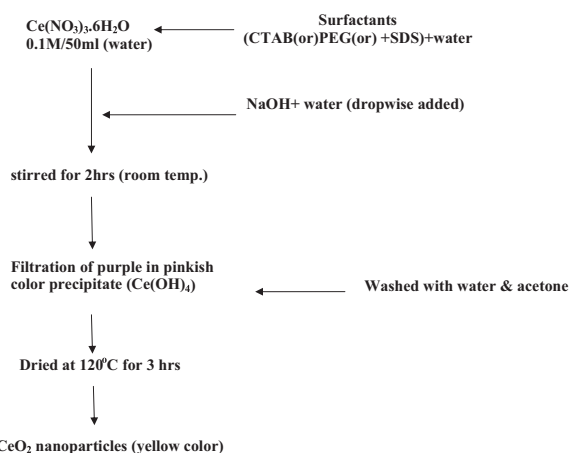 Ce(NO₃)₃.6H₂O
0.1M/50ml (water)
Surfactants
(CTAB(or)PEG(or) +SDS)+water
NaOH+ water (dropwise added)
stirred for 2hrs (room temp.)
Filtration of purple in pinkish
color precipitate (Ce(OH)₄)
Washed with water & acetone
Dried at 120⁰C for 3 hrs
CeO₂ nanoparticles (yellow color)